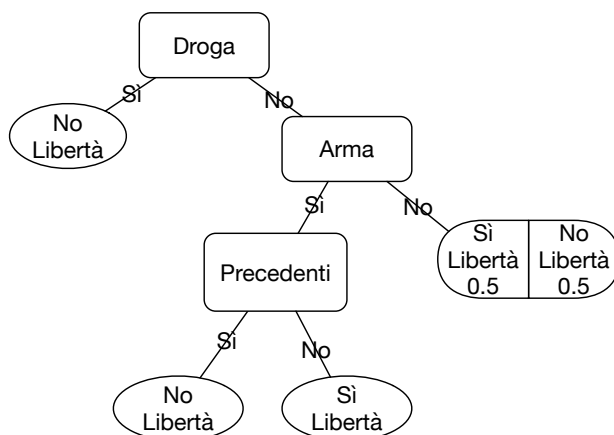 Droga
Sì
No
No
Libertà
Arma
Sì
No
Sì
Libertà
0.5
No
Libertà
0.5
Precedenti
Sì
No
No
Libertà
Sì
Libertà